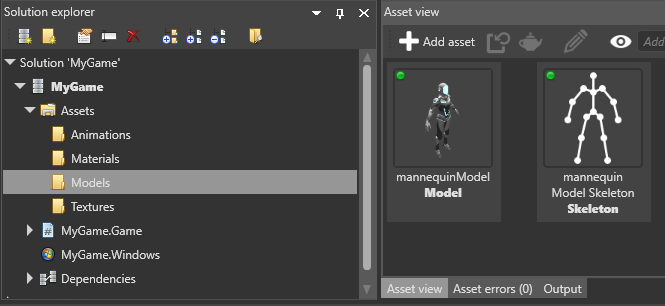 Solution explorer
Solution 'MyGame'
MyGame
Assets
Animations
Materials
Models
Textures
MyGame.Game
MyGame.Windows
Dependencies
Asset view
Add asset
Add
mannequinModel
Model
mannequin
Model Skeleton
Skeleton
Asset view
Asset errors (0)
Output